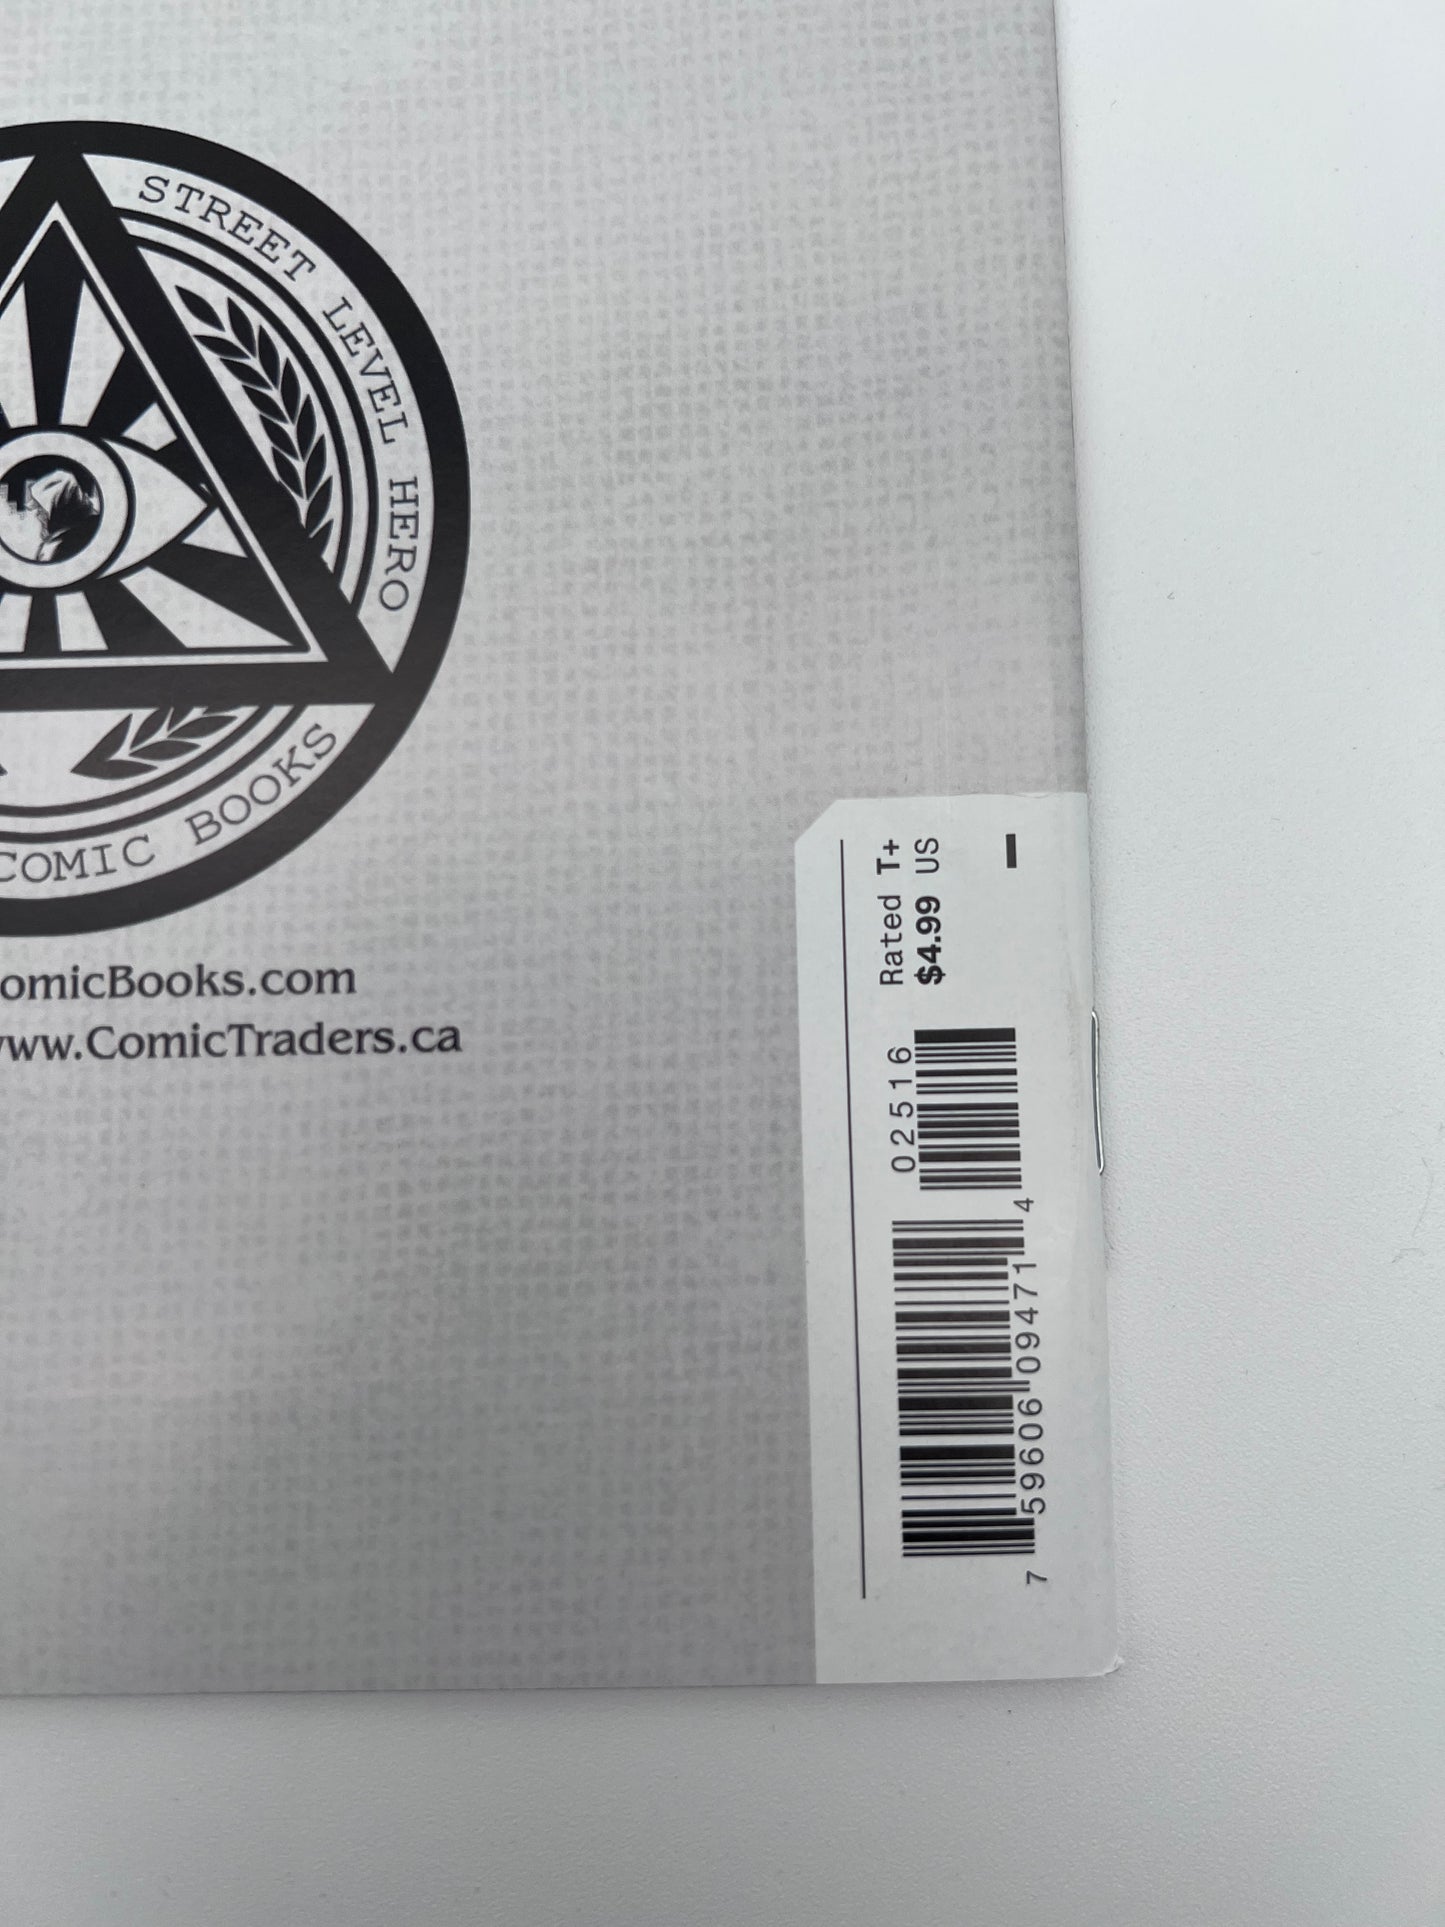 STREET LEVEL HERO
COMIC BOOKS
omicBooks.com
ww.ComicTraders.ca
Rated T+
$4.99 US
02516
7 59606 09471 4